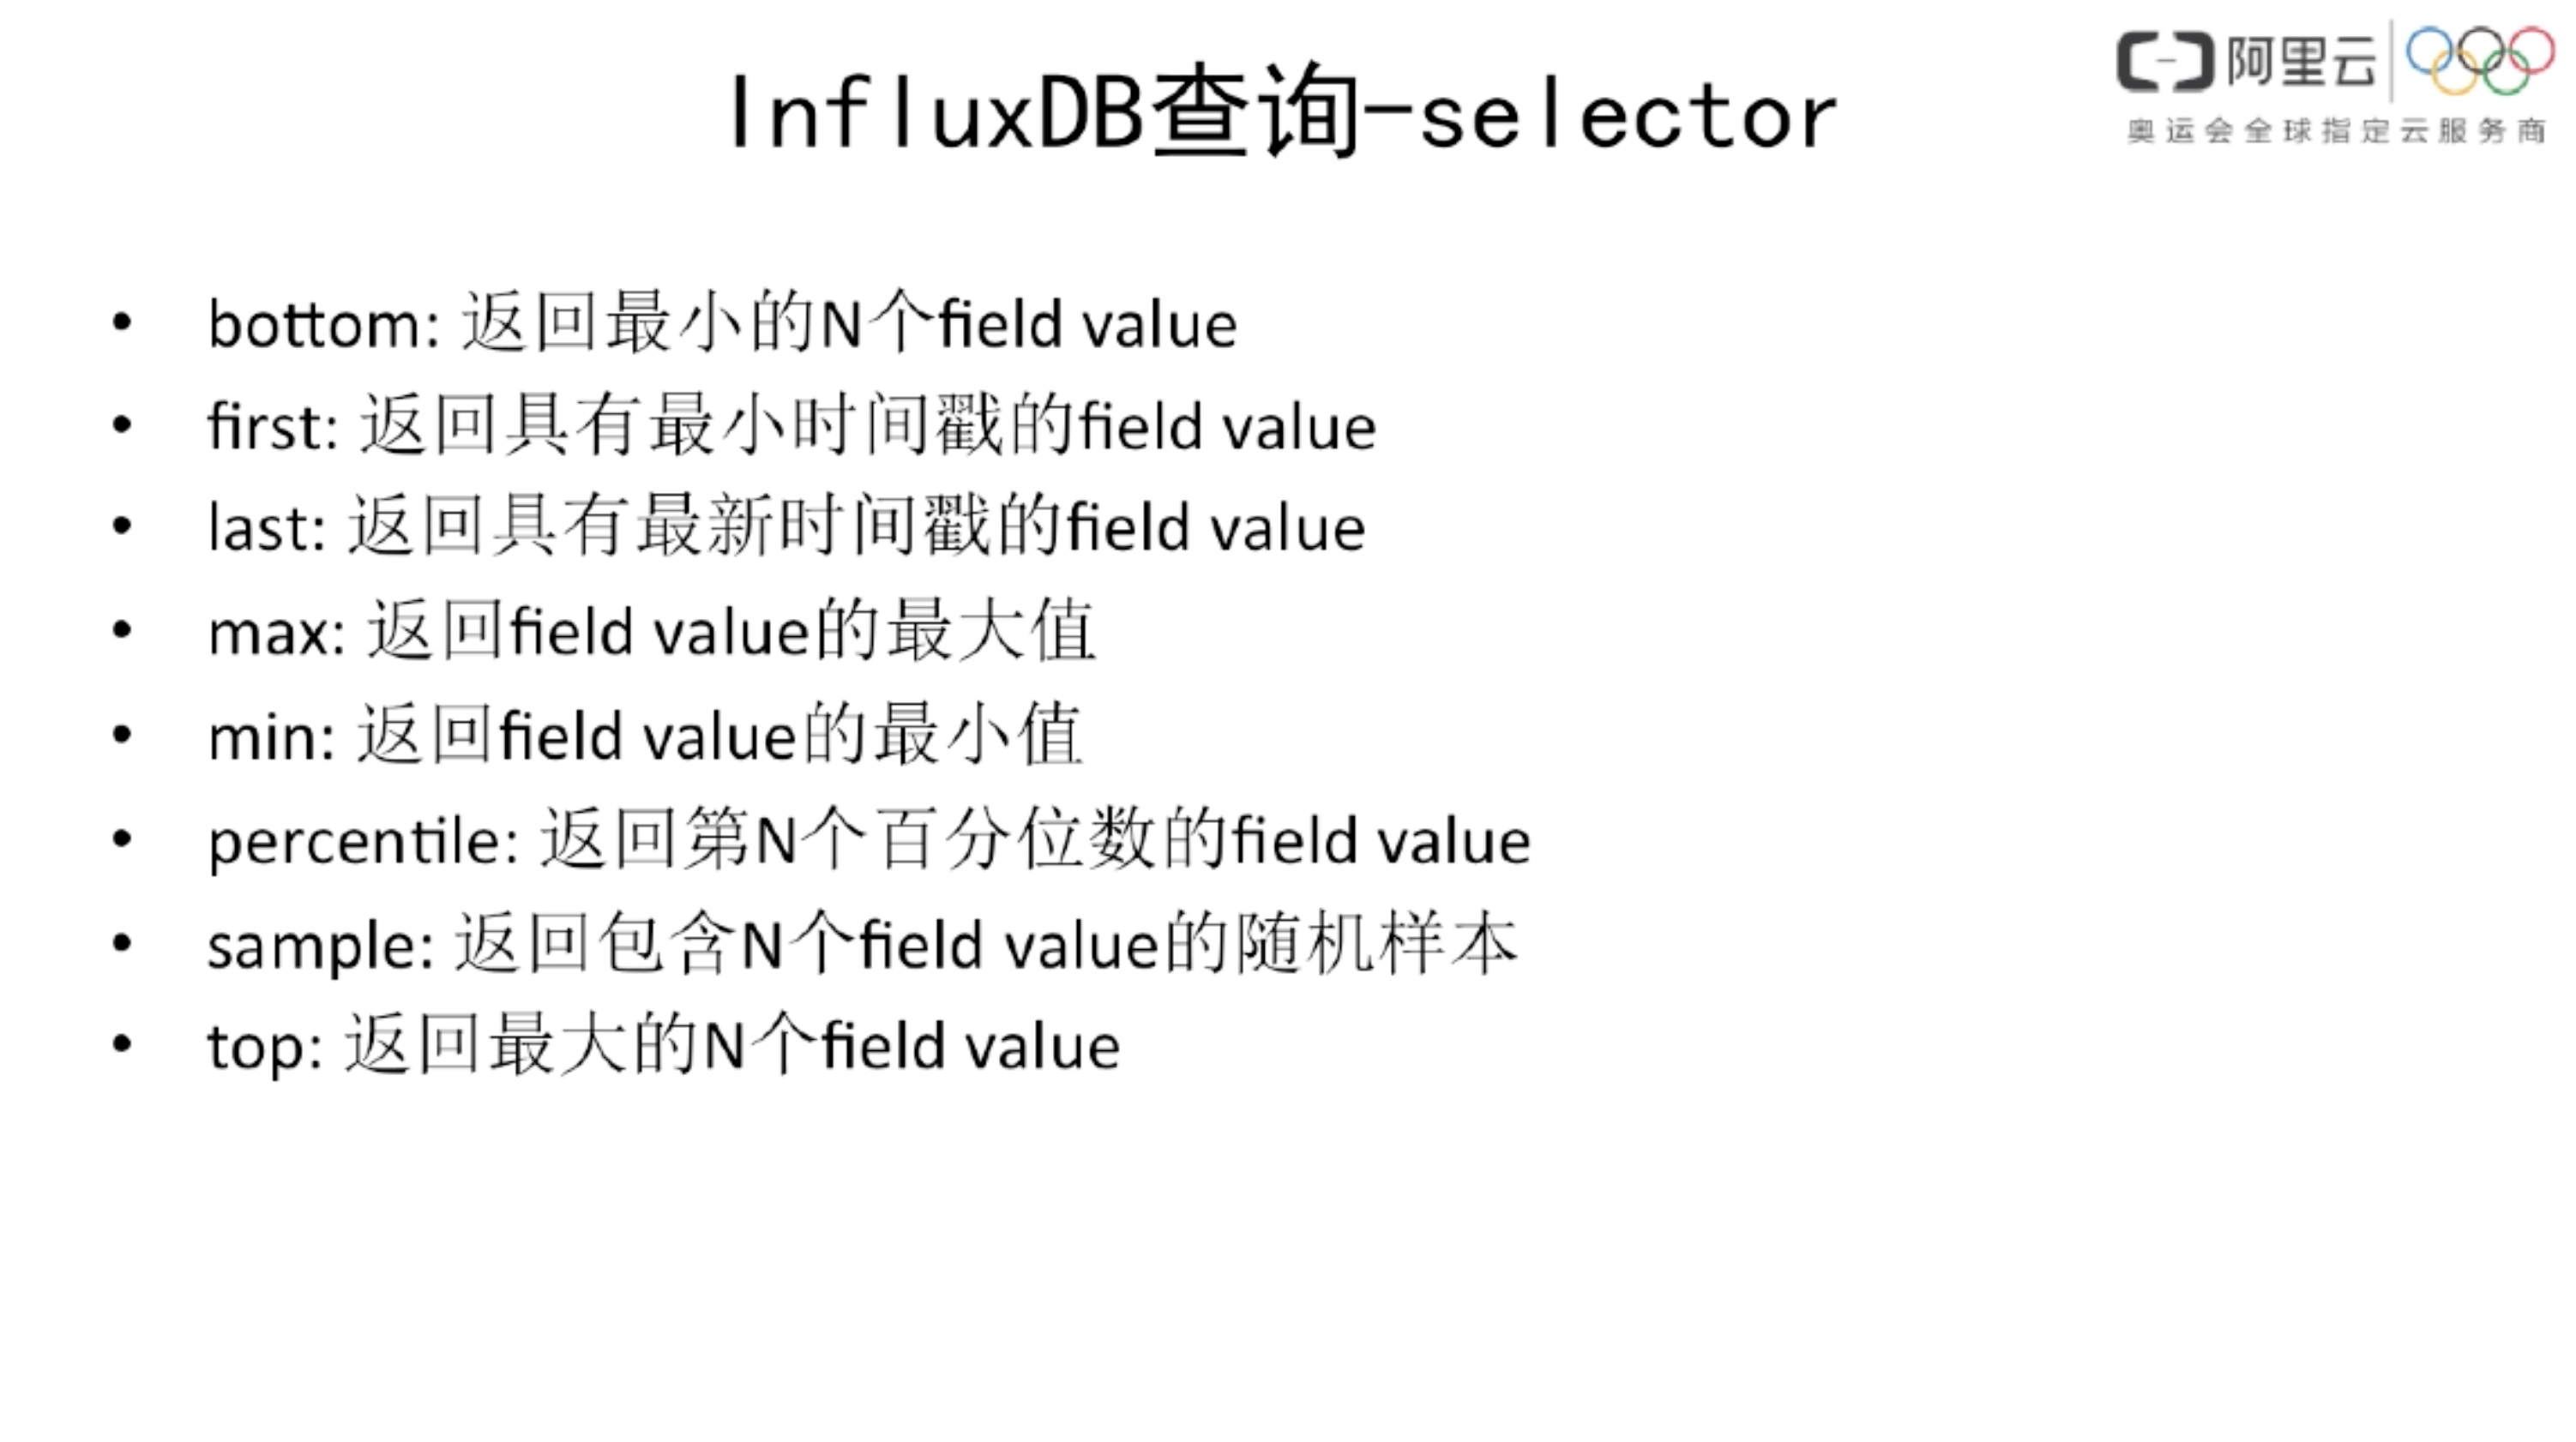 InfluxDB查询-selector
阿里云
奥运会全球指定云服务商
• bottom: 返回最小的N个field value
• first: 返回具有最小时间戳的field value
• last: 返回具有最新时间戳的field value
• max: 返回field value的最大值
• min: 返回field value的最小值
• percentile: 返回第N个百分位数的field value
• sample: 返回包含N个field value的随机样本
• top: 返回最大的N个field value